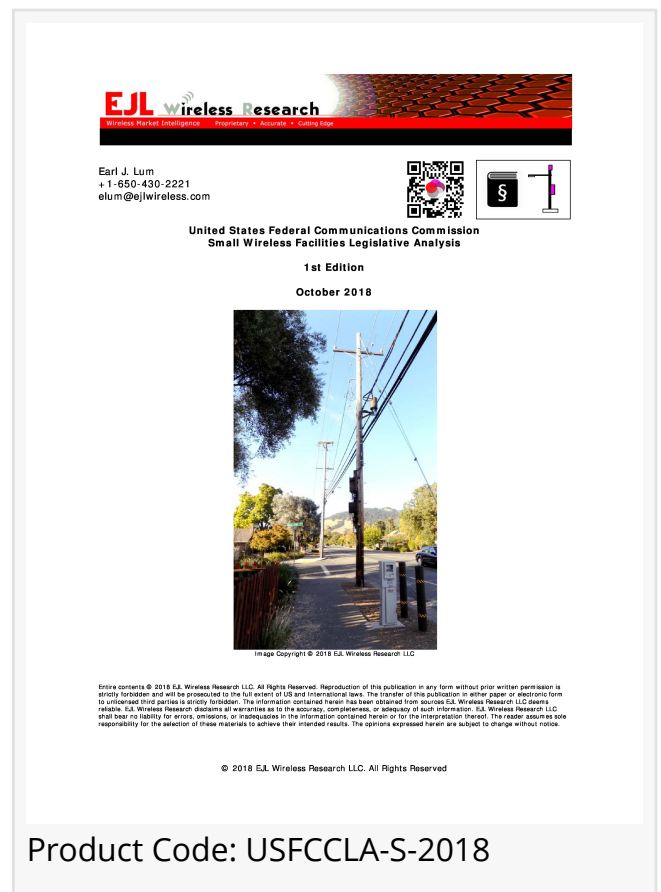 EJL Wireless Research
Wireless Market Intelligence Proprietary • Accurate • Cutting Edge
Earl J. Lum
+1-650-430-2221
elum@ejlwireless.com
§
United States Federal Communications Commission
Small Wireless Facilities Legislative Analysis
1st Edition
October 2018
Image Copyright © 2018 EJL Wireless Research LLC
Entire contents © 2018 EJL Wireless Research LLC. All Rights Reserved. Reproduction of this publication in any form without prior written permission is
strictly forbidden and will be prosecuted to the full extent of US and International laws. The transfer of this publication in either paper or electronic form
to unlicensed third parties is strictly forbidden. The information contained herein has been obtained from sources EJL Wireless Research LLC deems
reliable. EJL Wireless Research disclaims all warranties as to the accuracy, completeness, or adequacy of such information. EJL Wireless Research LLC
shall bear no liability for errors, omissions, or inadequacies in the information contained herein or for the interpretation thereof. The reader assumes sole
responsibility for the selection of these materials to achieve their intended results. The opinions expressed herein are subject to change without notice.
© 2018 EJL Wireless Research LLC. All Rights Reserved
Product Code: USFCCLA-S-2018